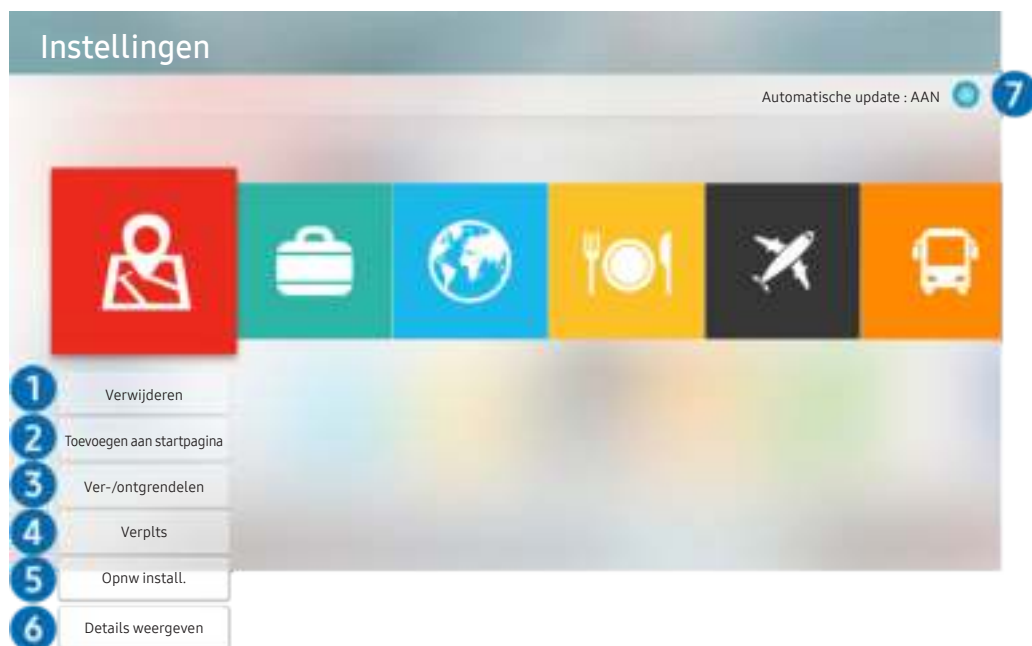 Instellingen
Automatische update : AAN 7
1 Verwijderen
2 Toevoegen aan startpagina
3 Ver-/ontgrendelen
4 Verplts
5 Opnw install.
6 Details weergeven